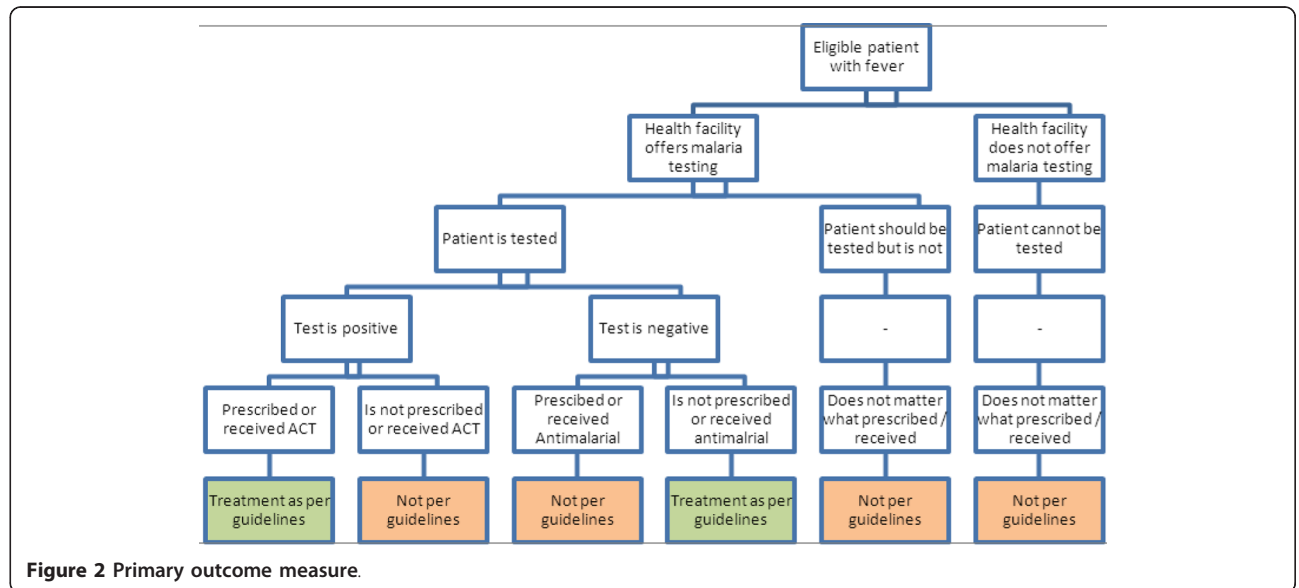 Eligible patient
with fever
Health facility
offers malaria
testing
Health facility
does not offer
malaria testing
Patient is tested
Patient should be
tested but is not
Patient cannot be
tested
Test is positive
Test is negative
-
-
Prescribed or
received ACT
Is not prescribed
or received ACT
Prescribed or
received
Antimalarial
Is not prescribed
or received
antimalrial
Does not matter
what prescribed /
received
Does not matter
what prescribed /
received
Treatment as per
guidelines
Not per
guidelines
Not per
guidelines
Treatment as per
guidelines
Not per
guidelines
Not per
guidelines
Figure 2 Primary outcome measure.